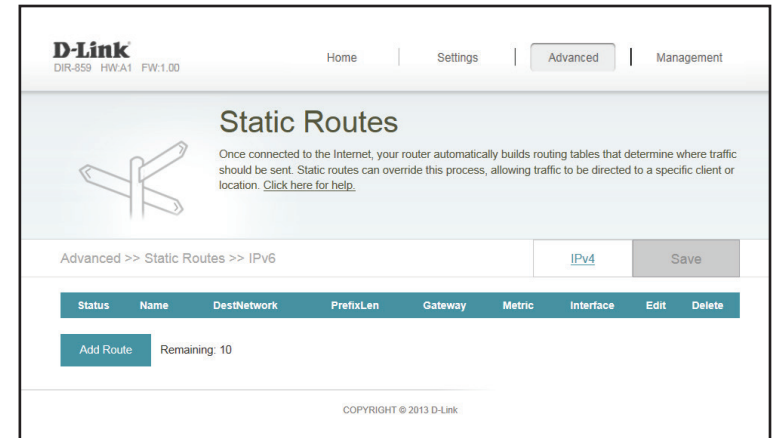 D-Link
DIR-859 HW:A1 FW:1.00
Home Settings Advanced Management
Static Routes
Once connected to the Internet, your router automatically builds routing tables that determine where traffic
should be sent. Static routes can override this process, allowing traffic to be directed to a specific client or
location. Click here for help.
Advanced >> Static Routes >> IPv6 IPv4 Save
Status Name DestNetwork PrefixLen Gateway Metric Interface Edit Delete
Add Route Remaining: 10
COPYRIGHT © 2013 D-Link